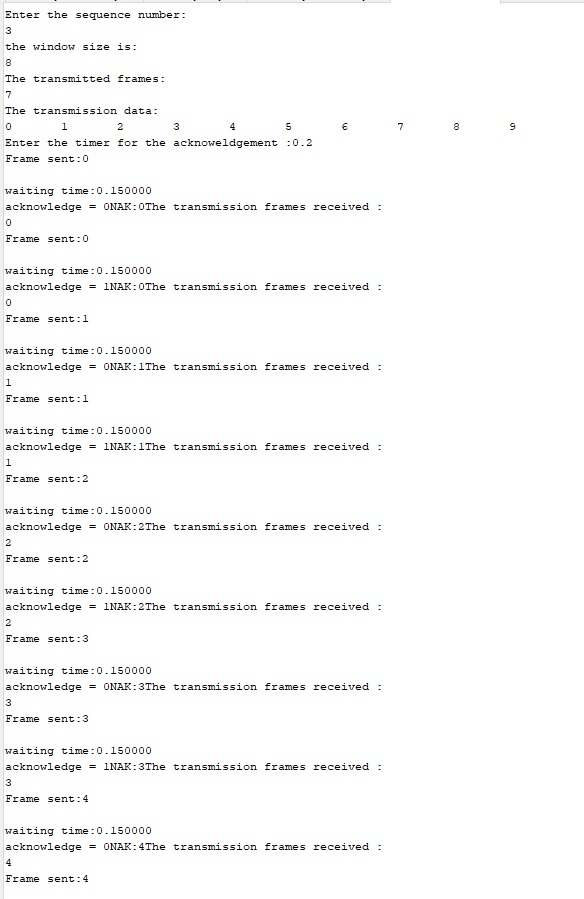 Enter the sequence number:
3
the window size is:
8
The transmitted frames:
7
The transmission data:
0 1 2 3 4 5 6 7 8 9
Enter the timer for the acknoweldgement :0.2
Frame sent:0
waiting time:0.150000
acknowledge = 0NAK:0The transmission frames received :
0
Frame sent:0
waiting time:0.150000
acknowledge = 1NAK:0The transmission frames received :
0
Frame sent:1
waiting time:0.150000
acknowledge = 0NAK:1The transmission frames received :
1
Frame sent:1
waiting time:0.150000
acknowledge = 1NAK:1The transmission frames received :
1
Frame sent:2
waiting time:0.150000
acknowledge = 0NAK:2The transmission frames received :
2
Frame sent:2
waiting time:0.150000
acknowledge = 1NAK:2The transmission frames received :
2
Frame sent:3
waiting time:0.150000
acknowledge = 0NAK:3The transmission frames received :
3
Frame sent:3
waiting time:0.150000
acknowledge = 1NAK:3The transmission frames received :
3
Frame sent:4
waiting time:0.150000
acknowledge = 0NAK:4The transmission frames received :
4
Frame sent:4